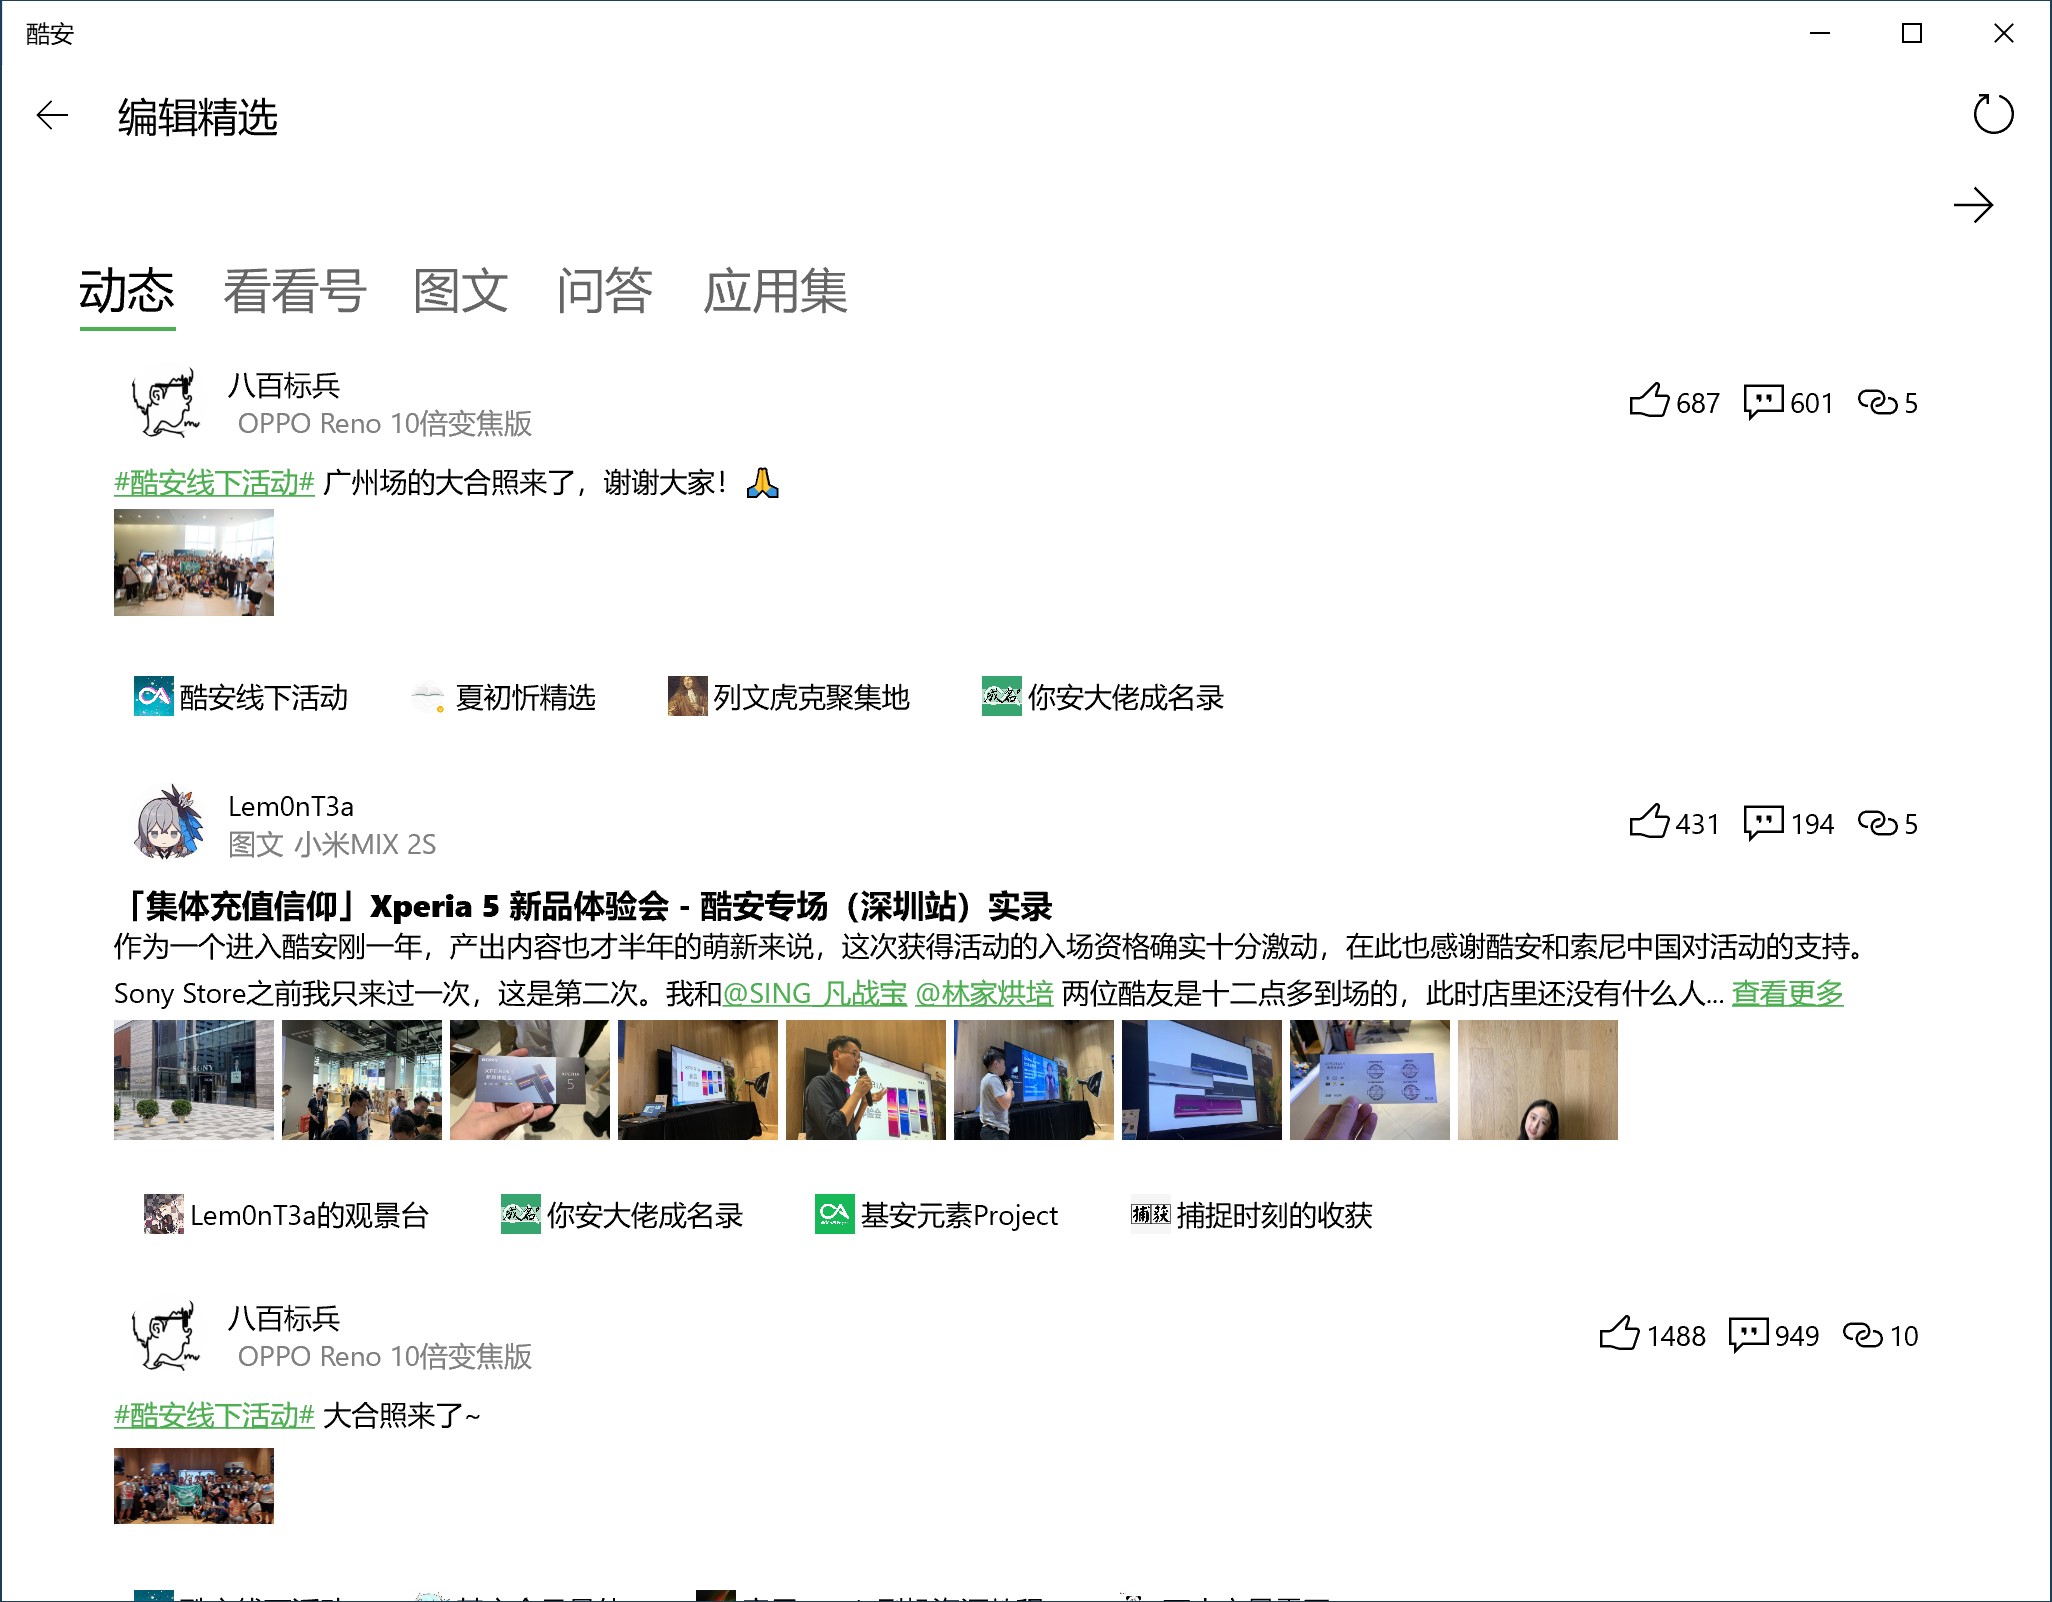 酷安
编辑精选
动态 看看号 图文 问答 应用集
八百标兵
OPPO Reno 10倍变焦版
687 601 5
#酷安线下活动# 广州场的大合照来了，谢谢大家！🙏
酷安线下活动 夏初忻精选 列文虎克聚集地 你安大佬成名录
Lem0nT3a
图文 小米MIX 2S
431 194 5
「集体充值信仰」Xperia 5 新品体验会 - 酷安专场（深圳站）实录
作为一个进入酷安刚一年，产出内容也才半年的萌新来说，这次获得活动的入场资格确实十分激动，在此也感谢酷安和索尼中国对活动的支持。
Sony Store之前我只来过一次，这是第二次。我和@SING_凡战宝 @林家烘培 两位酷友是十二点多到场的，此时店里还没有什么人... 查看更多
Lem0nT3a的观景台 你安大佬成名录 基安元素Project 捕获 捕捉时刻的收获
八百标兵
OPPO Reno 10倍变焦版
1488 949 10
#酷安线下活动# 大合照来了~